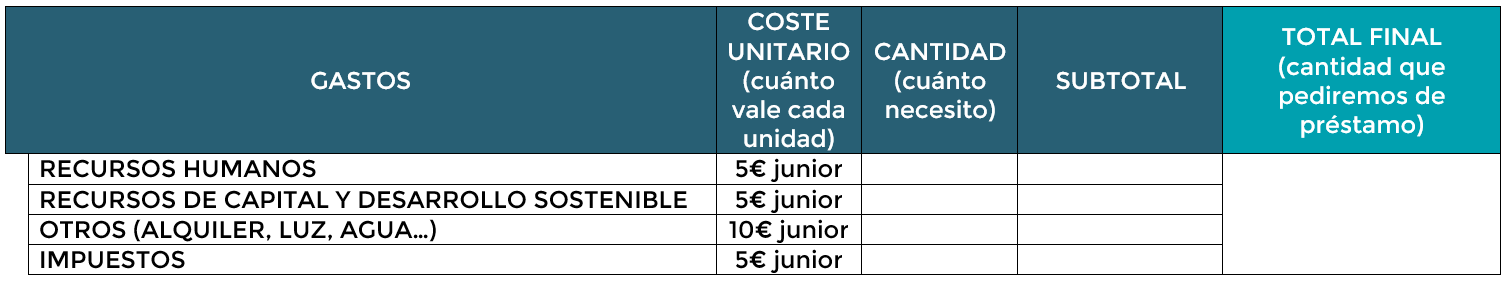 GASTOS
COSTE
UNITARIO
(cuánto
vale cada
unidad)
CANTIDAD
(cuánto
necesito)
SUBTOTAL
TOTAL FINAL
(cantidad que
pediremos de
préstamo)
RECURSOS HUMANOS 5€ junior
RECURSOS DE CAPITAL Y DESARROLLO SOSTENIBLE 5€ junior
OTROS (ALQUILER, LUZ, AGUA...) 10€ junior
IMPUESTOS 5€ junior